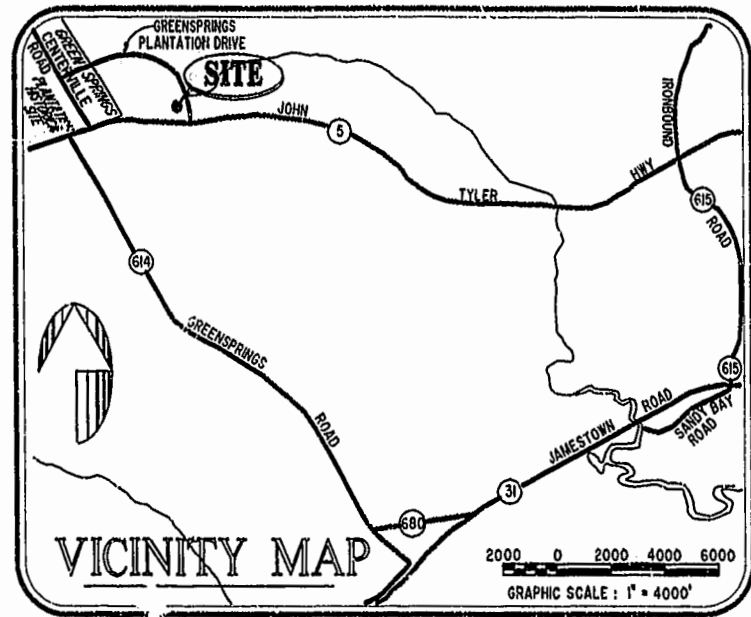 GREENSPRINGS
PLANTATION DRIVE
SITE
GREEN SPRINGS
CENTERVILLE
ROAD
SITE
JOHN
5
TYLER
HWY
IRONBOUND
615
ROAD
614
GREENSPRINGS
ROAD
615
SANDY BAY
ROAD
JAMESTOWN
ROAD
31
680
VICINITY MAP
2000 0 2000 4000 6000
GRAPHIC SCALE : 1" = 4000'